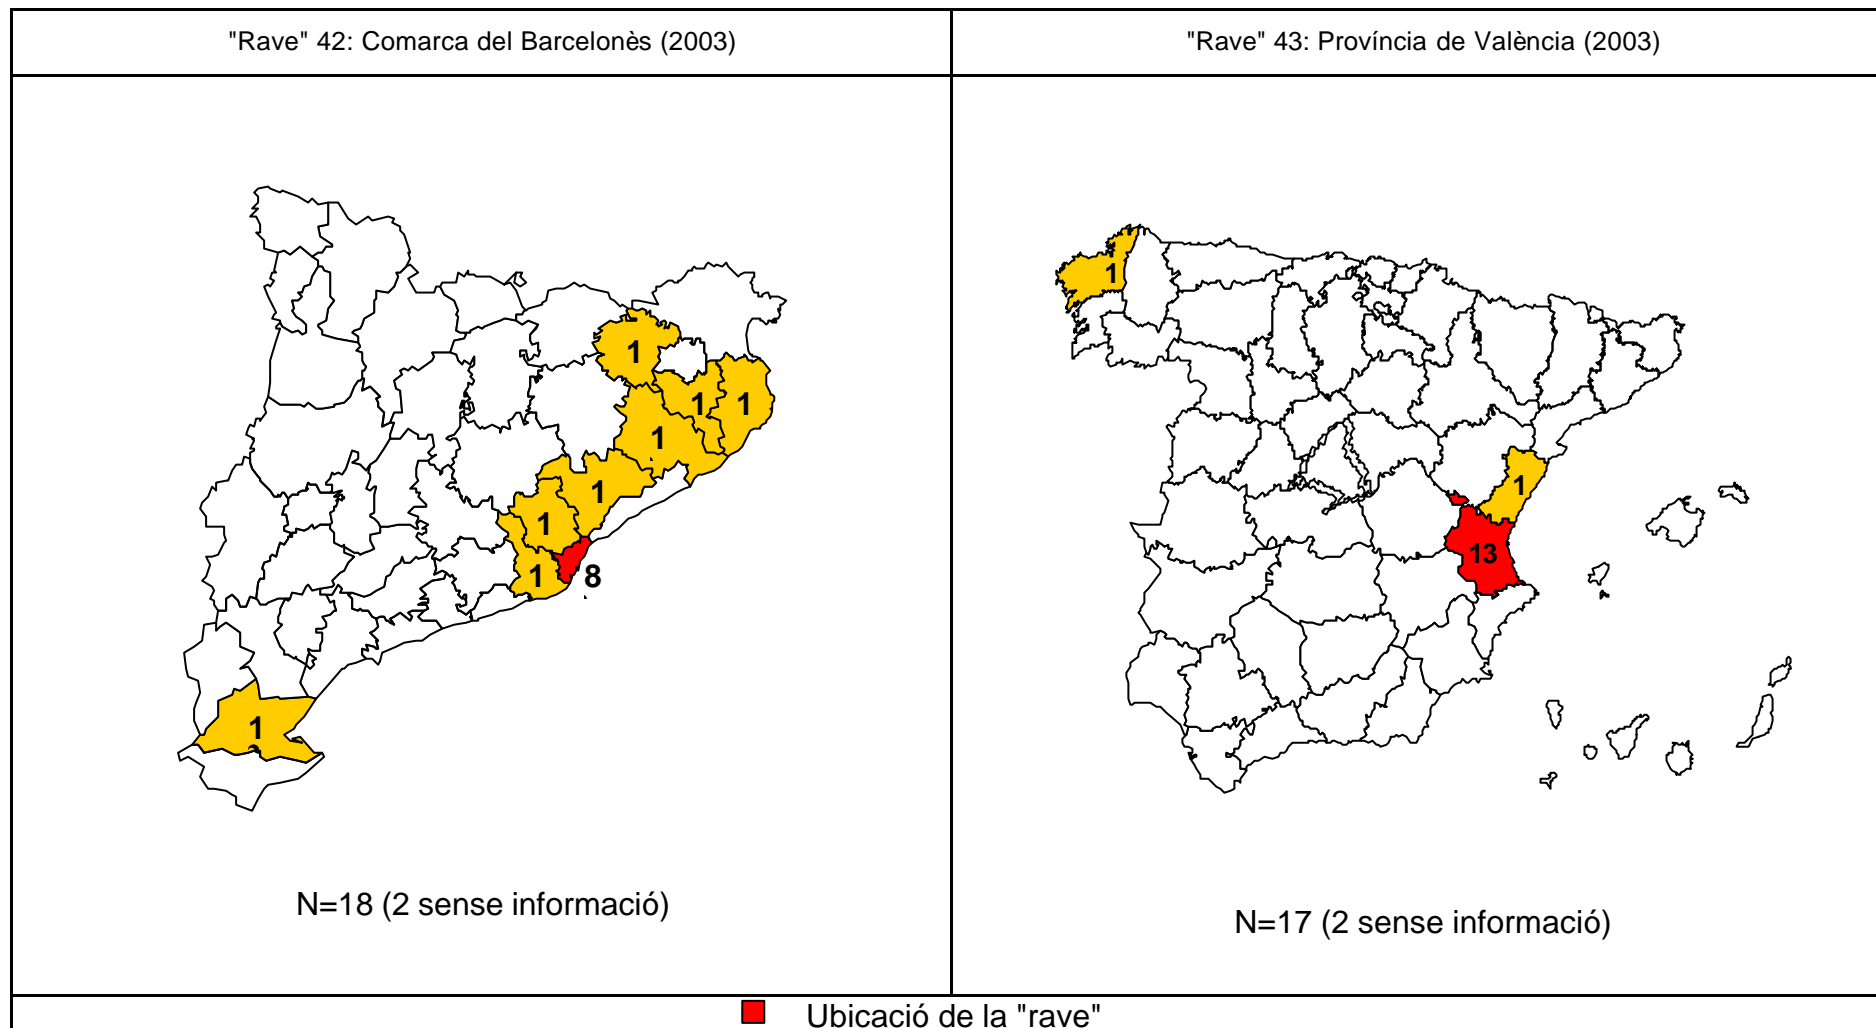 "Rave" 42: Comarca del Barcelonès (2003)
"Rave" 43: Província de València (2003)
1
1
1
1
1
1
1
8
1
N=18 (2 sense informació)
1
1
13
N=17 (2 sense informació)
Ubicació de la "rave"